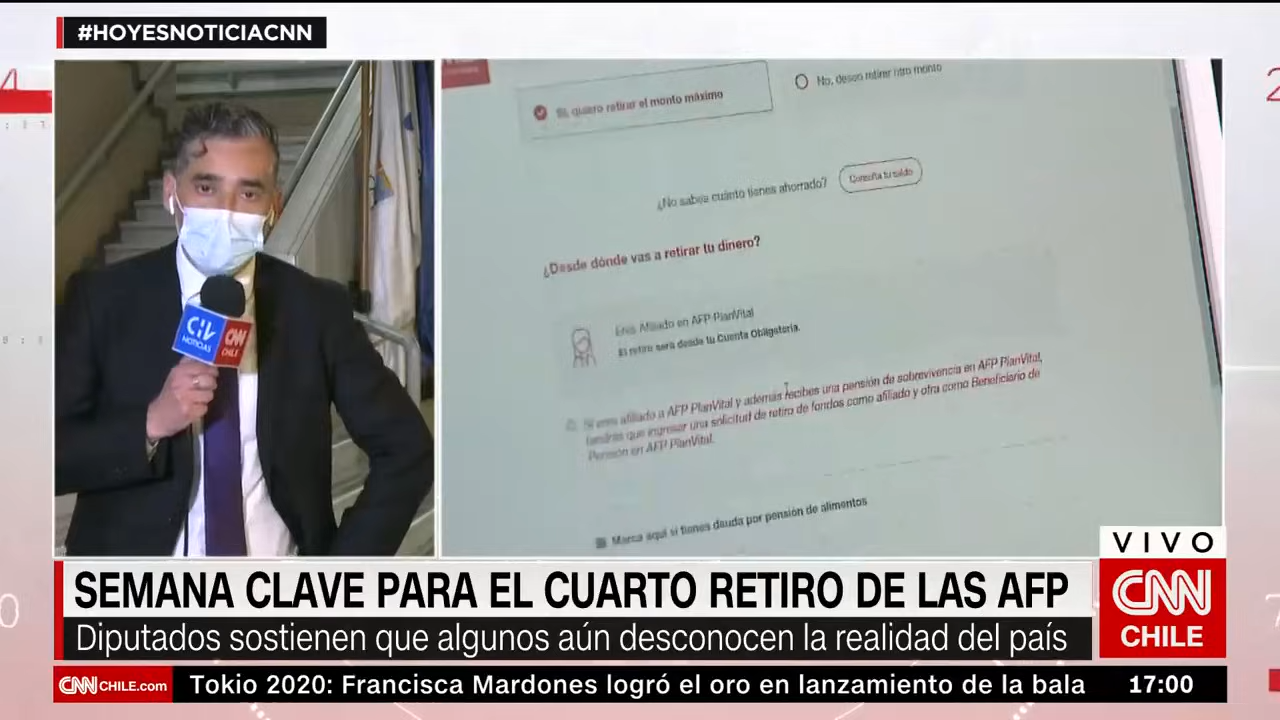 #HOYESNOTICIACNN
Sí, quiero retirar el monto máximo
No, deseo retirar otro monto
¿No sabes cuánto tienes ahorrado?
Consulta tu saldo
¿Desde dónde vas a retirar tu dinero?
Eres Afiliado en AFP PlanVital
El retiro será desde tu Cuenta Obligatoria.
Si eres afiliado a AFP PlanVital y además recibes una pensión de sobrevivencia en AFP PlanVital,
tendrás que ingresar una solicitud de retiro de fondos como afiliado y otra como Beneficiario de
Pensión en AFP PlanVital.
Marca aquí si tienes deuda por pensión de alimentos
CHV
NOTICIAS
CNN
CHILE
VIVO
CNN
CHILE
SEMANA CLAVE PARA EL CUARTO RETIRO DE LAS AFP
Diputados sostienen que algunos aún desconocen la realidad del país
CNNCHILE.com
Tokio 2020: Francisca Mardones logró el oro en lanzamiento de la bala
17:00